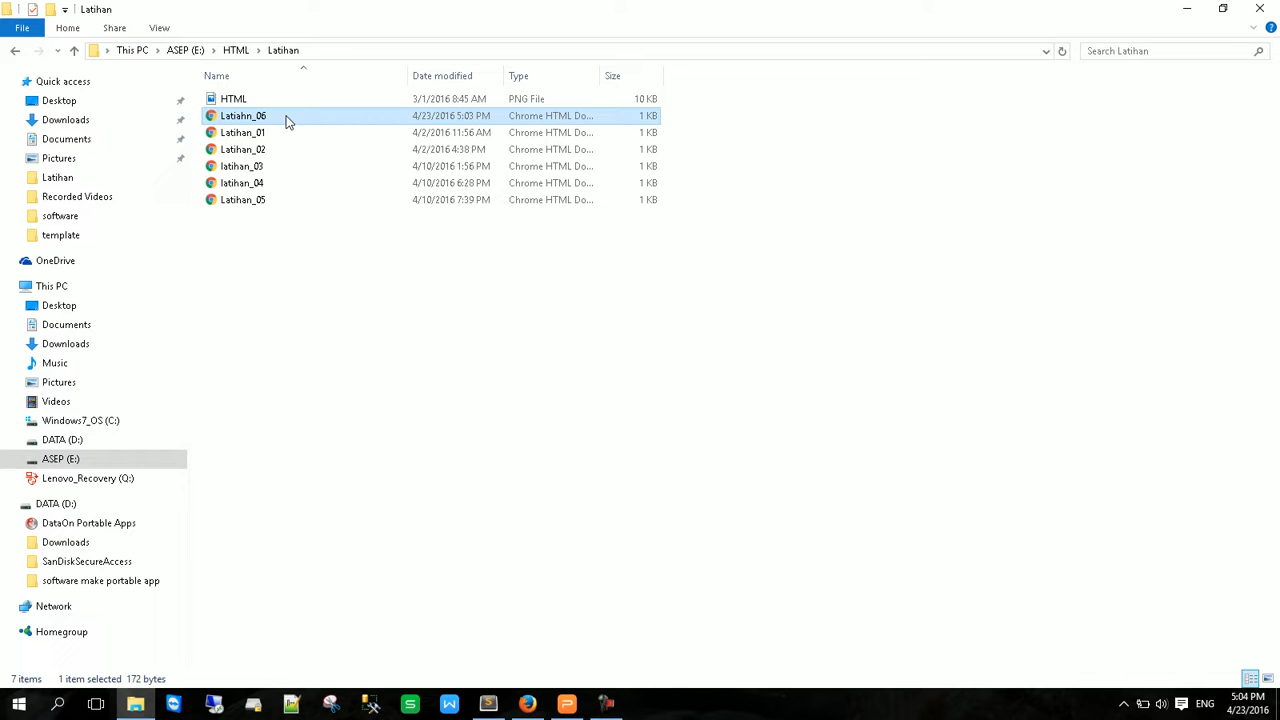 Latihan
File Home Share View
This PC ASEP (E:) HTML Latihan Search Latihan
Name Date modified Type Size
Quick access
Desktop
Downloads
Documents
Pictures
Latihan
Recorded Videos
software
template
OneDrive
This PC
Desktop
Documents
Downloads
Music
Pictures
Videos
Windows7_OS (C:)
DATA (D:)
ASEP (E:)
Lenovo_Recovery (Q:)
DATA (D:)
DataOn Portable Apps
Downloads
SanDiskSecureAccess
software make portable app
Network
Homegroup
HTML 3/1/2016 8:45 AM PNG File 10 KB
Latiahn_06 4/23/2016 5:03 PM Chrome HTML Do... 1 KB
Latihan_01 4/2/2016 11:56 AM Chrome HTML Do... 1 KB
Latihan_02 4/2/2016 4:38 PM Chrome HTML Do... 1 KB
latihan_03 4/10/2016 1:56 PM Chrome HTML Do... 1 KB
latihan_04 4/10/2016 6:28 PM Chrome HTML Do... 1 KB
Latihan_05 4/10/2016 7:39 PM Chrome HTML Do... 1 KB
7 items 1 item selected 172 bytes
ENG 5:04 PM
4/23/2016